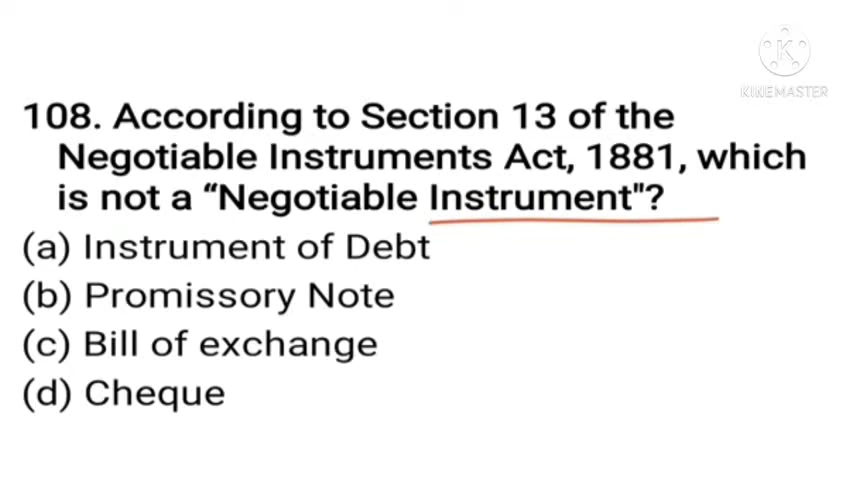 KINEMASTER
108. According to Section 13 of the
Negotiable Instruments Act, 1881, which
is not a “Negotiable Instrument"?
(a) Instrument of Debt
(b) Promissory Note
(c) Bill of exchange
(d) Cheque